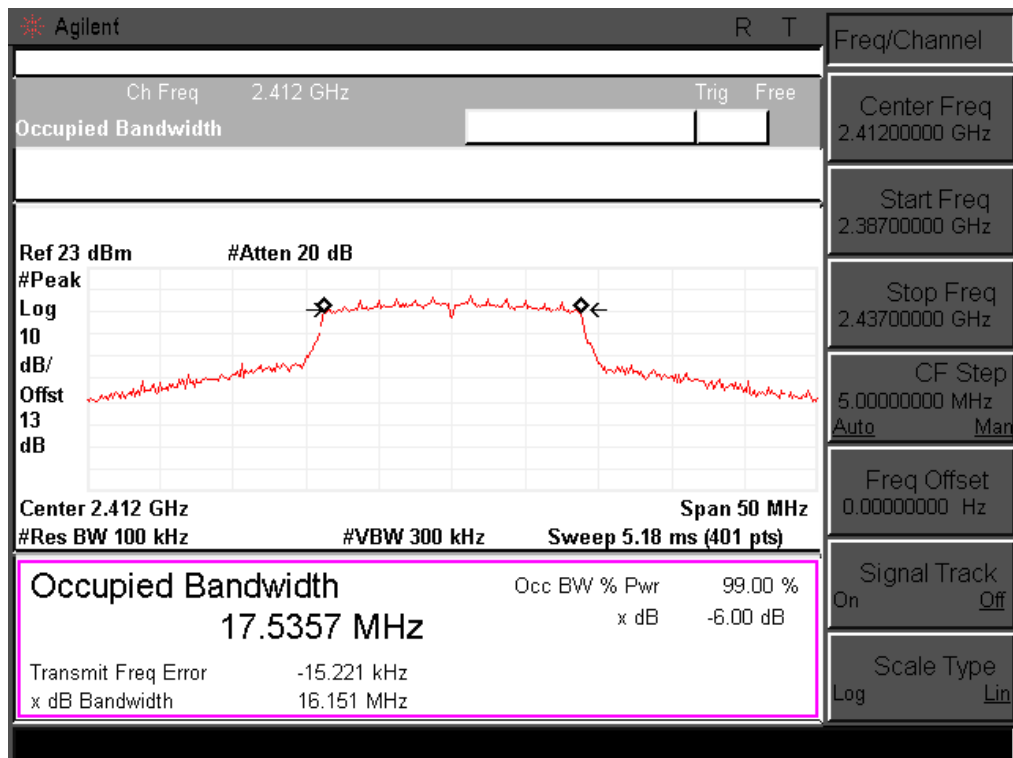 Agilent R T
Ch Freq 2.412 GHz Trig Free
Occupied Bandwidth
Ref 23 dBm #Atten 20 dB
#Peak
Log
10
dB/
Offst
13
dB
Center 2.412 GHz Span 50 MHz
#Res BW 100 kHz #VBW 300 kHz Sweep 5.18 ms (401 pts)
Occupied Bandwidth Occ BW % Pwr 99.00 %
17.5357 MHz x dB -6.00 dB
Transmit Freq Error -15.221 kHz
x dB Bandwidth 16.151 MHz
Freq/Channel
Center Freq
2.41200000 GHz
Start Freq
2.38700000 GHz
Stop Freq
2.43700000 GHz
CF Step
5.00000000 MHz
Auto Man
Freq Offset
0.00000000 Hz
Signal Track
On Off
Scale Type
Log Lin